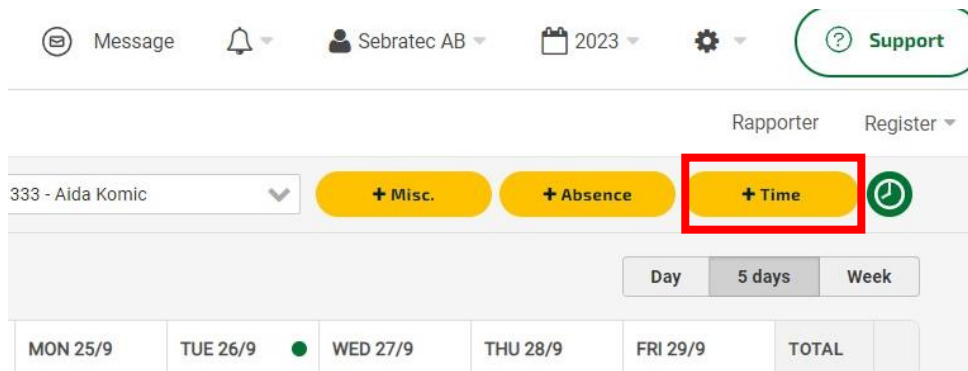 Message Sebratec AB 2023 Support
Rapporter Register
333 - Aida Komic + Misc. + Absence + Time
Day 5 days Week
MON 25/9 TUE 26/9 WED 27/9 THU 28/9 FRI 29/9 TOTAL